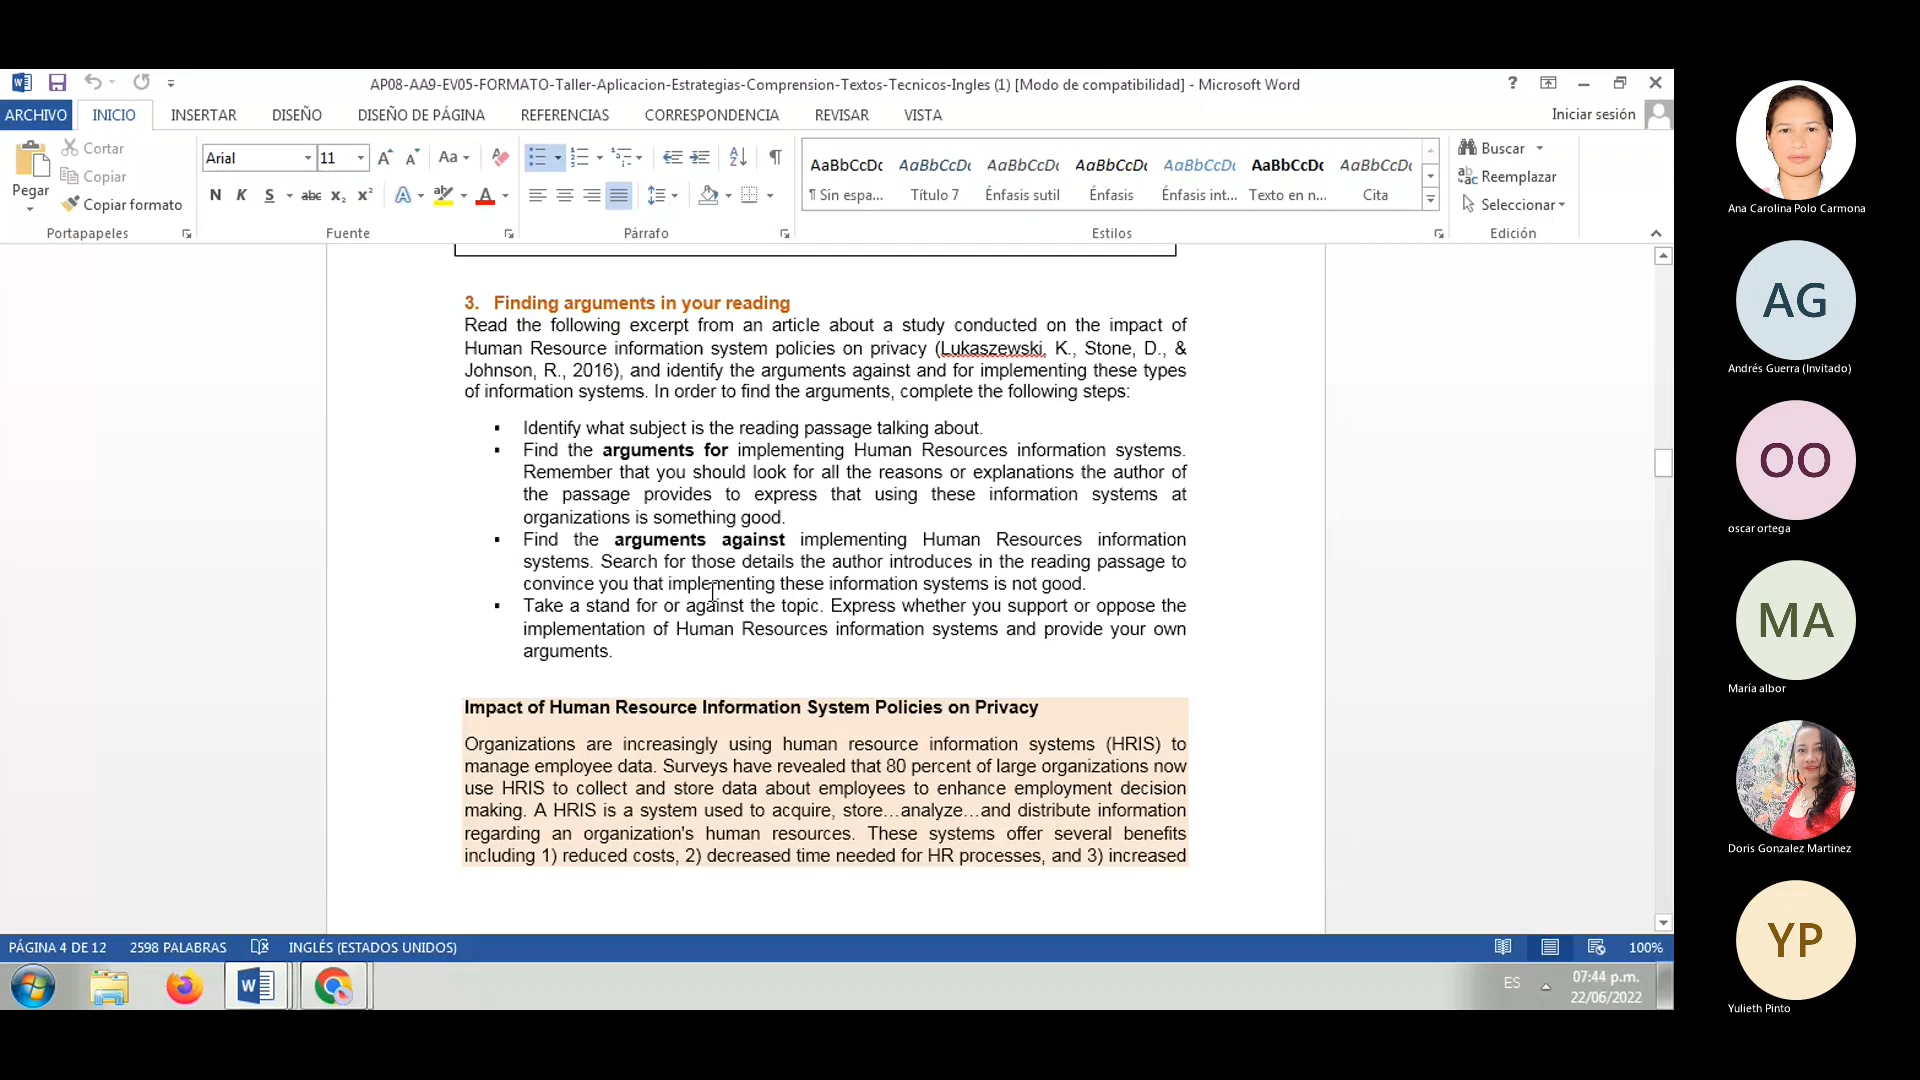 AP08-AA9-EV05-FORMATO-Taller-Aplicacion-Estrategias-Comprension-Textos-Tecnicos-Ingles (1) [Modo de compatibilidad] - Microsoft Word
ARCHIVO INICIO INSERTAR DISEÑO DISEÑO DE PÁGINA REFERENCIAS CORRESPONDENCIA REVISAR VISTA Iniciar sesión
Pegar
Cortar
Copiar
Copiar formato
Portapapeles
Arial 11
N K S abc x₂ x²
Fuente
Párrafo
AaBbCcDc AaBbCcDc AaBbCcDc AaBbCcDc AaBbCcDc AaBbCcDc AaBbCcDc
¶ Sin espa... Título 7 Énfasis sutil Énfasis Énfasis int... Texto en n... Cita
Estilos
Buscar
Reemplazar
Seleccionar
Edición
3. Finding arguments in your reading
Read the following excerpt from an article about a study conducted on the impact of
Human Resource information system policies on privacy (Lukaszewski, K., Stone, D., &
Johnson, R., 2016), and identify the arguments against and for implementing these types
of information systems. In order to find the arguments, complete the following steps:
▪ Identify what subject is the reading passage talking about.
▪ Find the arguments for implementing Human Resources information systems.
Remember that you should look for all the reasons or explanations the author of
the passage provides to express that using these information systems at
organizations is something good.
▪ Find the arguments against implementing Human Resources information
systems. Search for those details the author introduces in the reading passage to
convince you that implementing these information systems is not good.
▪ Take a stand for or against the topic. Express whether you support or oppose the
implementation of Human Resources information systems and provide your own
arguments.
Impact of Human Resource Information System Policies on Privacy
Organizations are increasingly using human resource information systems (HRIS) to
manage employee data. Surveys have revealed that 80 percent of large organizations now
use HRIS to collect and store data about employees to enhance employment decision
making. A HRIS is a system used to acquire, store…analyze…and distribute information
regarding an organization's human resources. These systems offer several benefits
including 1) reduced costs, 2) decreased time needed for HR processes, and 3) increased
PÁGINA 4 DE 12 2598 PALABRAS INGLÉS (ESTADOS UNIDOS) 100%
ES 07:44 p.m.
22/06/2022
Ana Carolina Polo Carmona
AG
Andrés Guerra (Invitado)
OO
oscar ortega
MA
María albor
Doris Gonzalez Martinez
YP
Yulieth Pinto